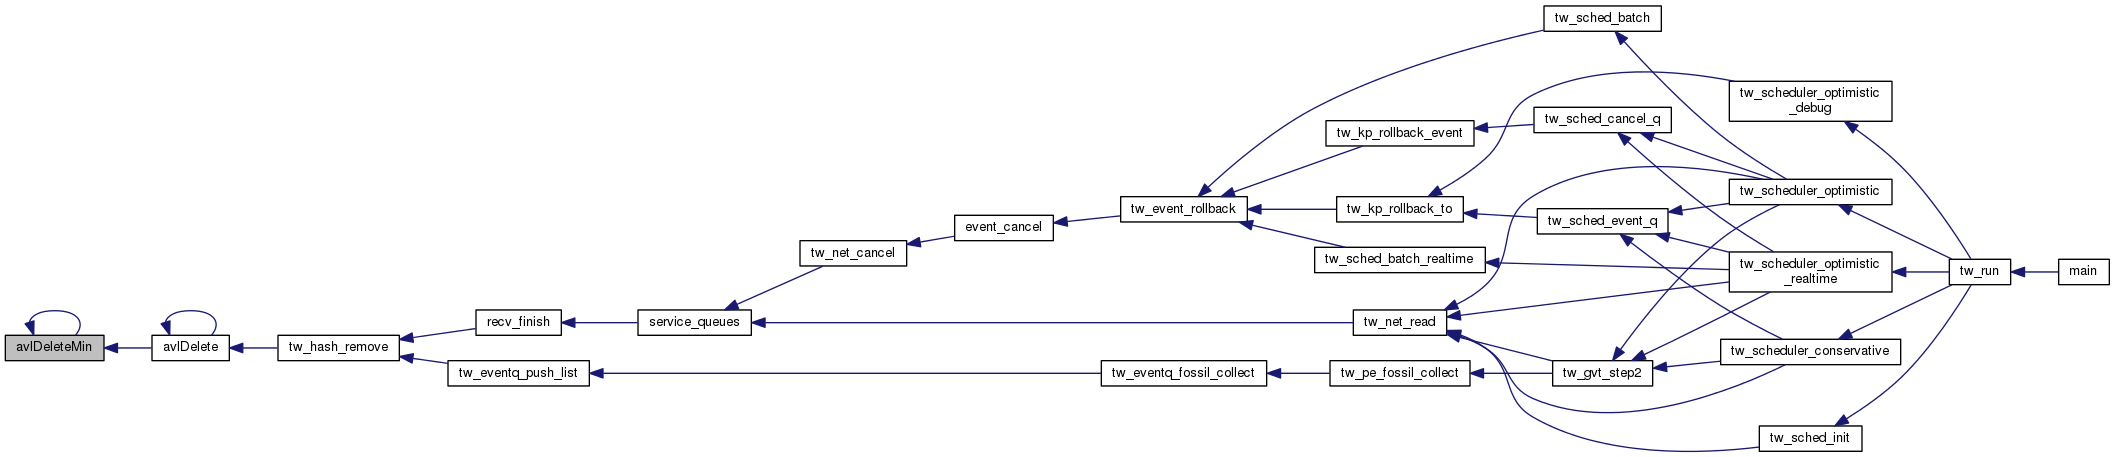 tw_sched_batch
tw_scheduler_optimistic
_debug
tw_sched_cancel_q
tw_kp_rollback_event
tw_scheduler_optimistic
tw_event_rollback
tw_kp_rollback_to
tw_sched_event_q
event_cancel
tw_net_cancel
tw_sched_batch_realtime
tw_scheduler_optimistic
_realtime
tw_run
main
recv_finish
service_queues
tw_net_read
avlDeleteMin
avlDelete
tw_hash_remove
tw_scheduler_conservative
tw_eventq_push_list
tw_eventq_fossil_collect
tw_pe_fossil_collect
tw_gvt_step2
tw_sched_init